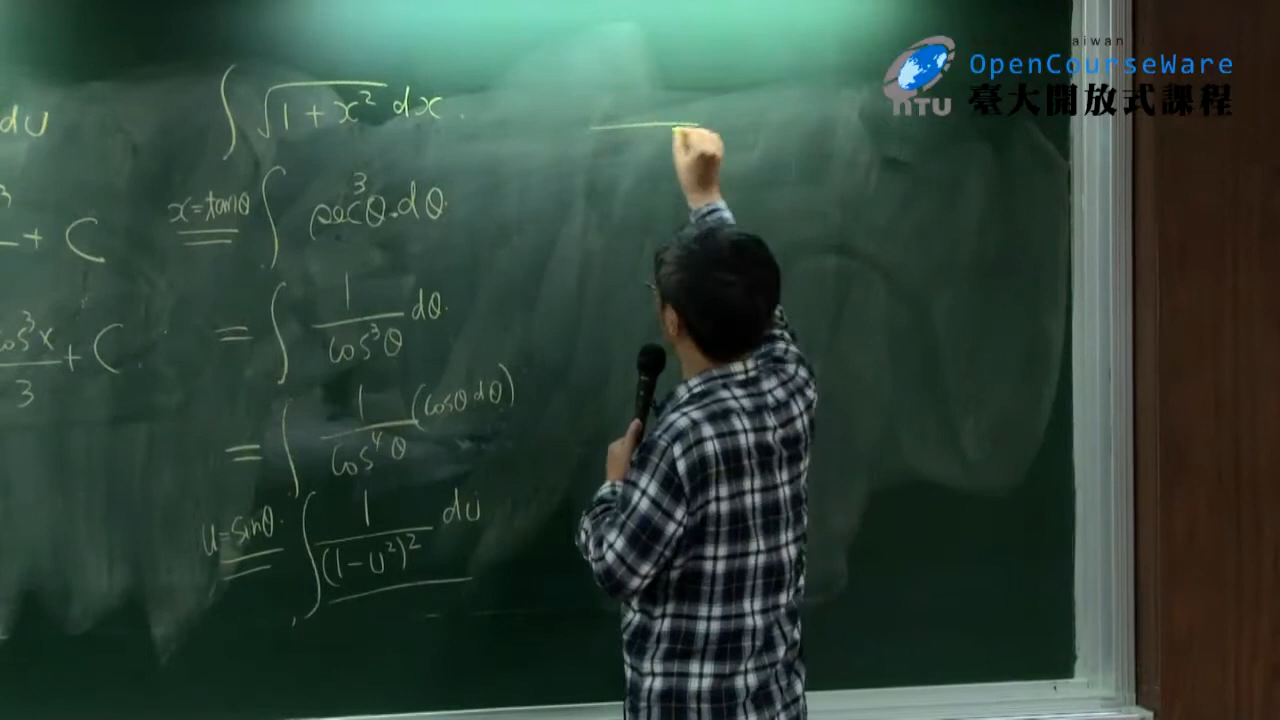 du
3
+ C
cos³x
3
+ C
∫ √1+x² dx.
x=tanθ ∫ sec³θ·dθ.
= ∫ 1/cos³θ dθ.
= ∫ 1/cos⁴θ (cosθ dθ)
u=sinθ. ∫ 1/(1-u²)² du
aiwan
OpenCourseWare
NTU
臺大開放式課程